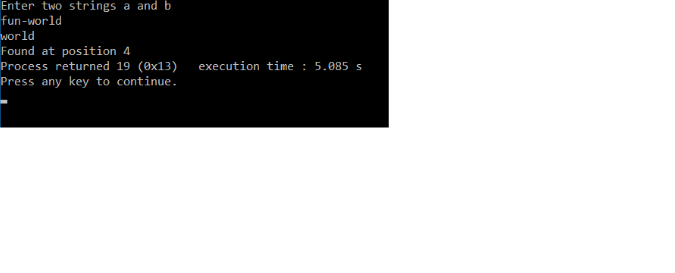 Enter two strings a and b
fun-world
world
Found at position 4
Process returned 19 (0x13)   execution time : 5.085 s
Press any key to continue.